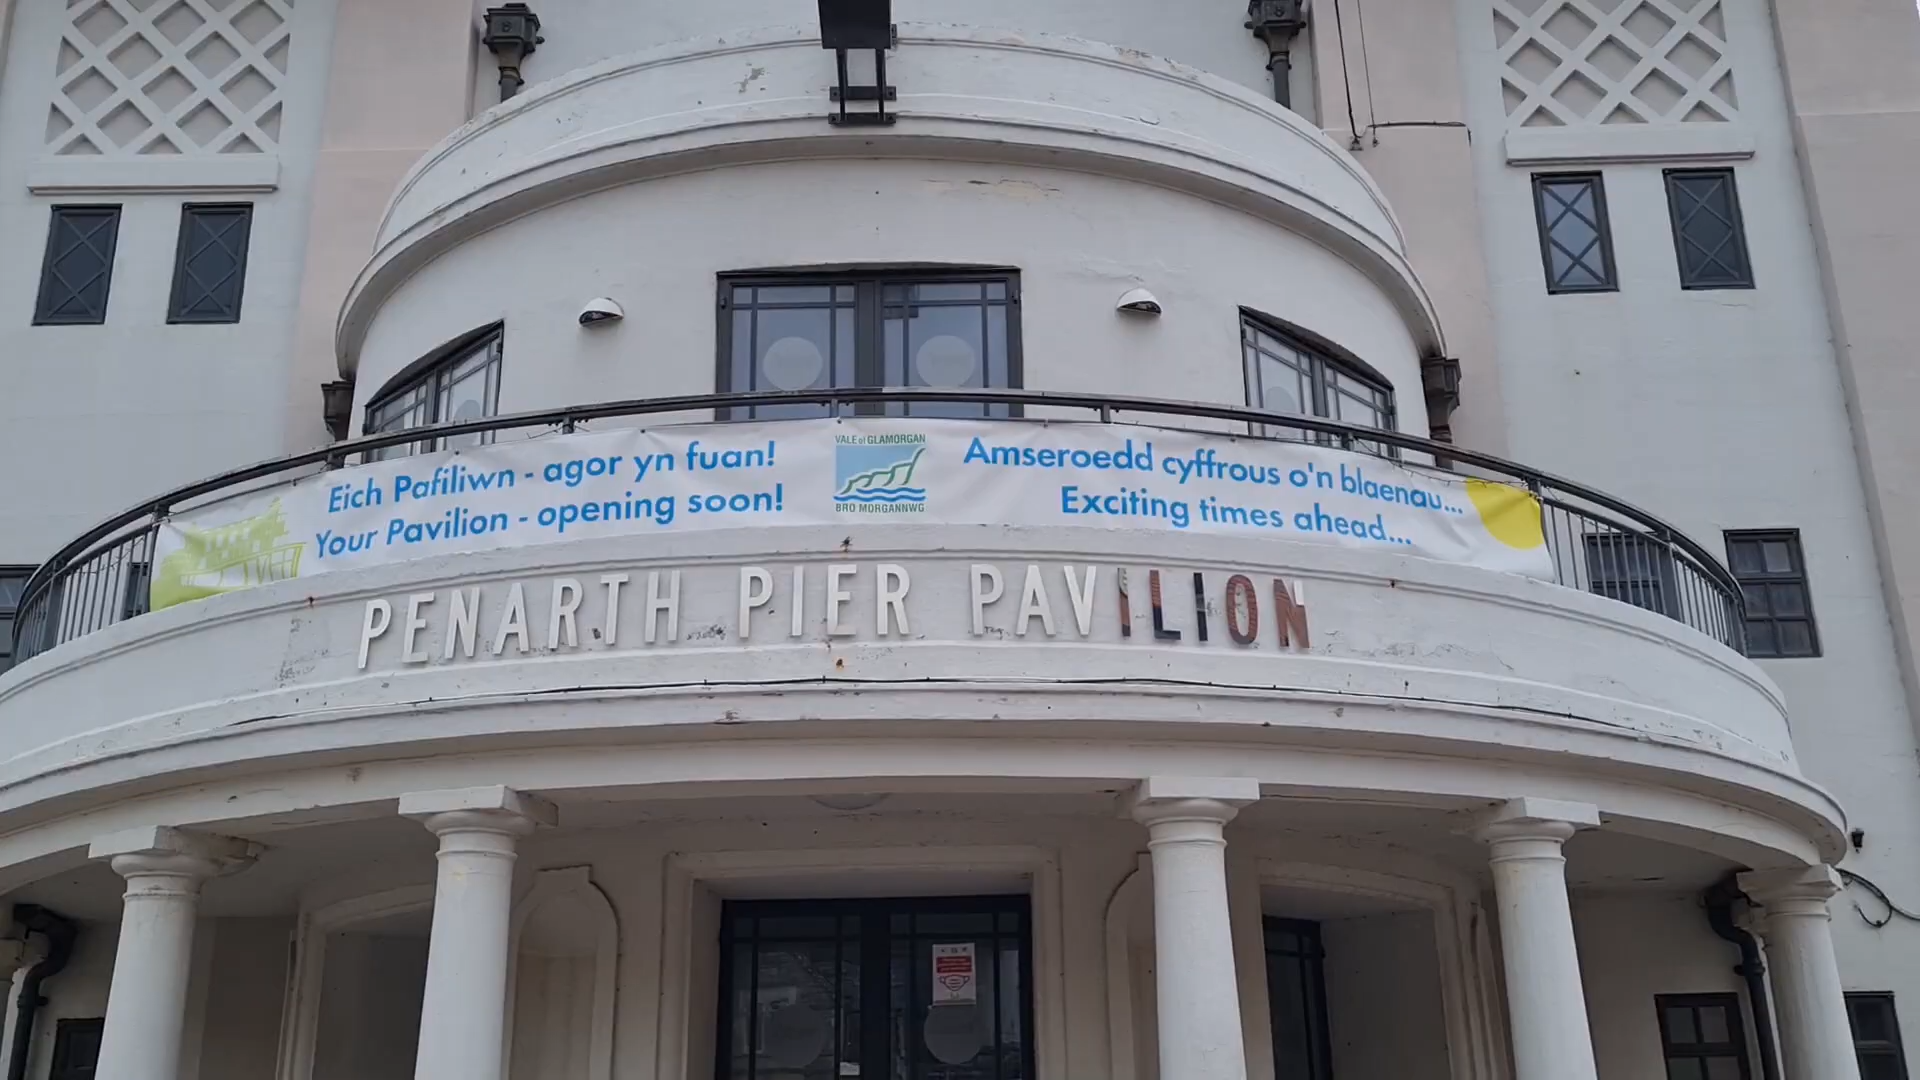 Eich Pafiliwn - agor yn fuan!
Your Pavilion - opening soon!
VALE of GLAMORGAN
BRO MORGANNWG
Amseroedd cyffrous o'n blaenau...
Exciting times ahead...
PENARTH PIER PAVILION